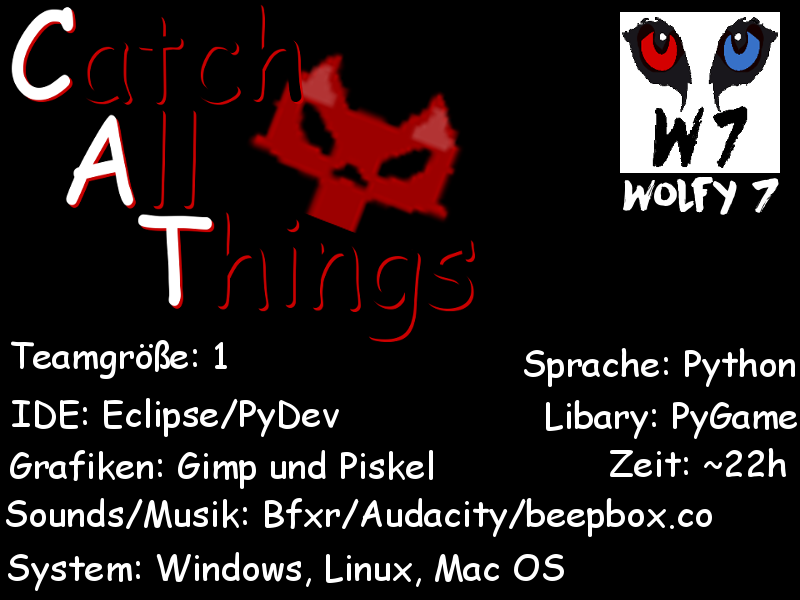 Catch
All
Things
W7
WOLFY 7
Teamgröße: 1
Sprache: Python
IDE: Eclipse/PyDev
Libary: PyGame
Grafiken: Gimp und Piskel
Zeit: ~22h
Sounds/Musik: Bfxr/Audacity/beepbox.co
System: Windows, Linux, Mac OS